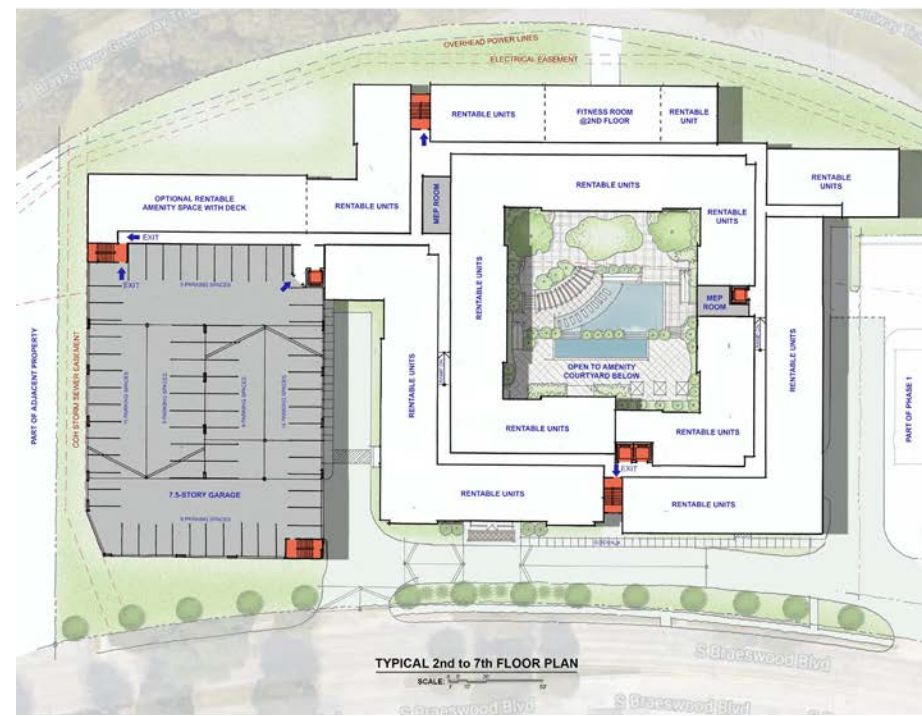 OVERHEAD POWER LINES
ELECTRICAL EASEMENT
RENTABLE UNITS
FITNESS ROOM
@2ND FLOOR
RENTABLE
UNIT
RENTABLE UNITS
RENTABLE
UNITS
OPTIONAL RENTABLE
AMENITY SPACE WITH DECK
RENTABLE UNITS
MEP ROOM
RENTABLE
UNITS
EXIT
EXIT
5 PARKING SPACES
RENTABLE UNITS
MEP
ROOM
PART OF ADJACENT PROPERTY
COH STORM SEWER EASEMENT
RENTABLE UNITS
RENTABLE UNITS
OPEN TO AMENITY
COURTYARD BELOW
PART OF PHASE 1
RENTABLE UNITS
RENTABLE UNITS
EXIT
7.5-STORY GARAGE
RENTABLE UNITS
RENTABLE UNITS
SIDEWALK
TYPICAL 2nd to 7th FLOOR PLAN
SCALE:
S Braeswood Blvd
S Braeswood Blvd
S Braeswood Blvd